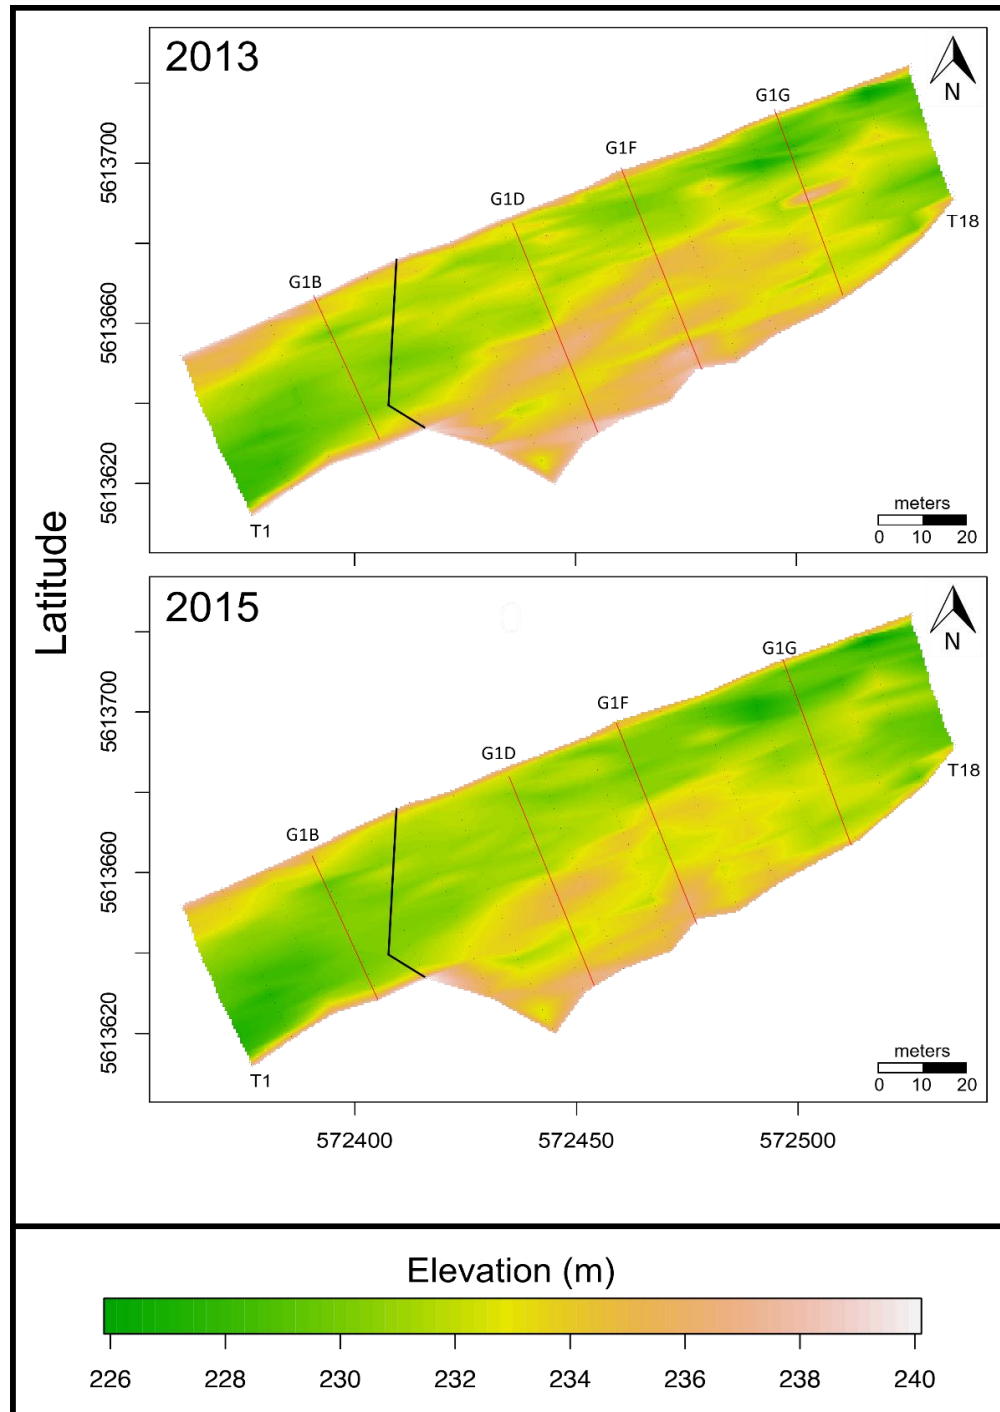 2013
N
G1G
G1F
G1D
G1B
T18
T1
5613700
5613660
5613620
meters
0 10 20
Latitude
2015
N
G1G
G1F
G1D
G1B
T18
T1
5613700
5613660
5613620
meters
0 10 20
572400 572450 572500
Elevation (m)
226 228 230 232 234 236 238 240